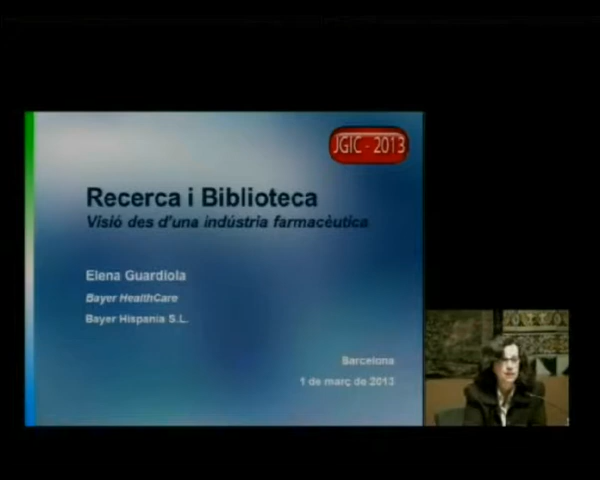 JGIC - 2013
Recerca i Biblioteca
Visió des d'una indústria farmacèutica
Elena Guardiola
Bayer HealthCare
Bayer Hispania S.L.
Barcelona
1 de març de 2013